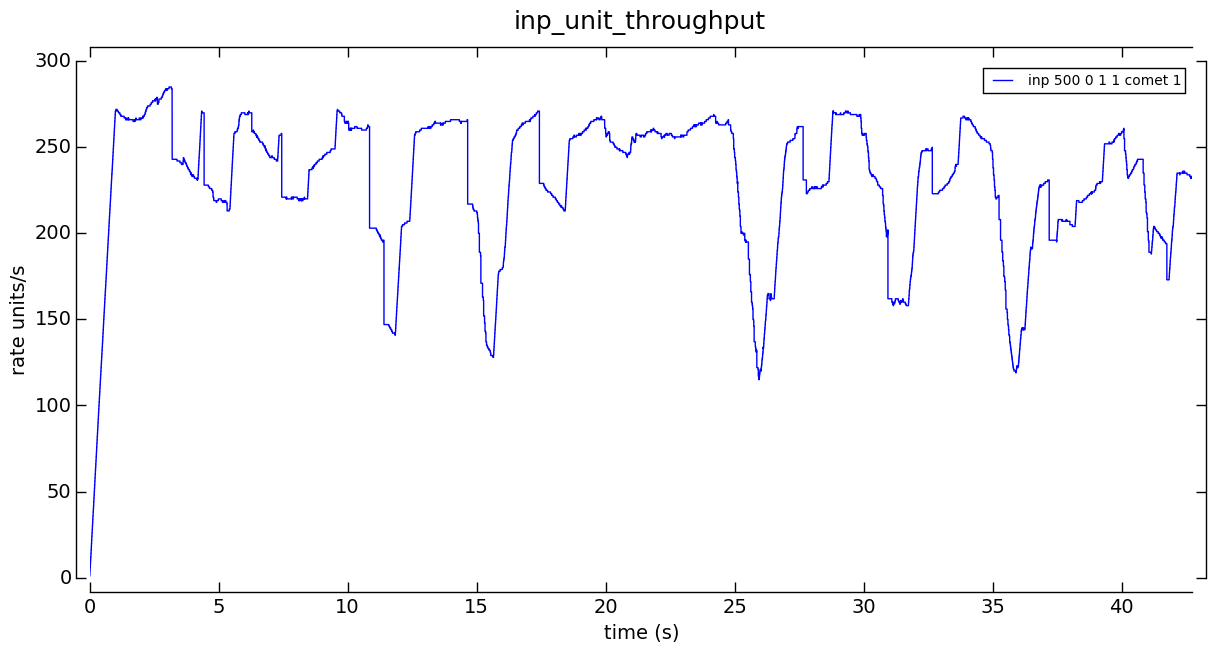 inp_unit_throughput
300
250
200
150
100
50
0
rate units/s
inp 500 0 1 1 comet 1
0 5 10 15 20 25 30 35 40
time (s)